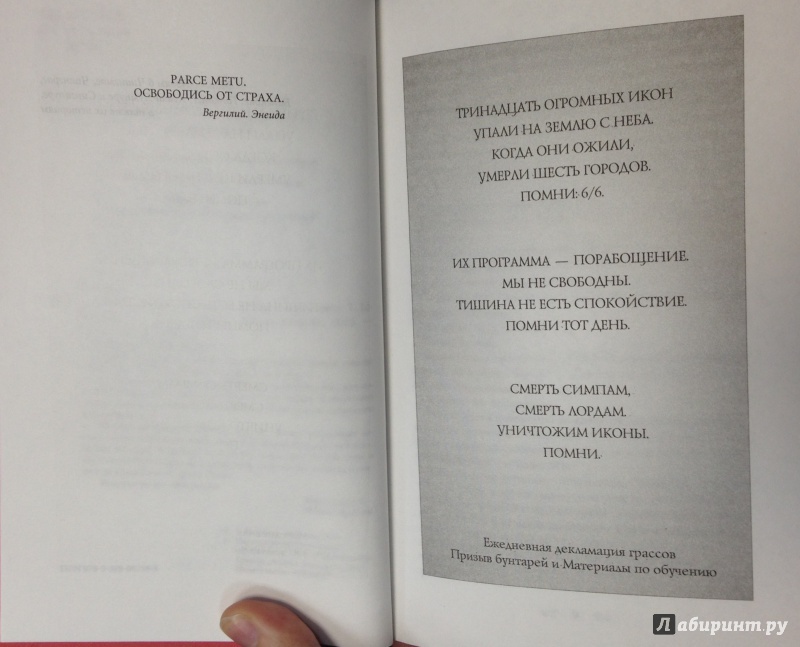 PARCE METU.
ОСВОБОДИСЬ ОТ СТРАХА.
Вергилий. Энеида
ТРИНАДЦАТЬ ОГРОМНЫХ ИКОН
УПАЛИ НА ЗЕМЛЮ С НЕБА.
КОГДА ОНИ ОЖИЛИ,
УМЕРЛИ ШЕСТЬ ГОРОДОВ.
ПОМНИ: 6/6.
ИХ ПРОГРАММА — ПОРАБОЩЕНИЕ.
МЫ НЕ СВОБОДНЫ.
ТИШИНА НЕ ЕСТЬ СПОКОЙСТВИЕ.
ПОМНИ ТОТ ДЕНЬ.
СМЕРТЬ СИМПАМ,
СМЕРТЬ ЛОРДАМ.
УНИЧТОЖИМ ИКОНЫ.
ПОМНИ.
Ежедневная декламация грассов
Призыв бунтарей и Материалы по обучению
Лабиринт.ру